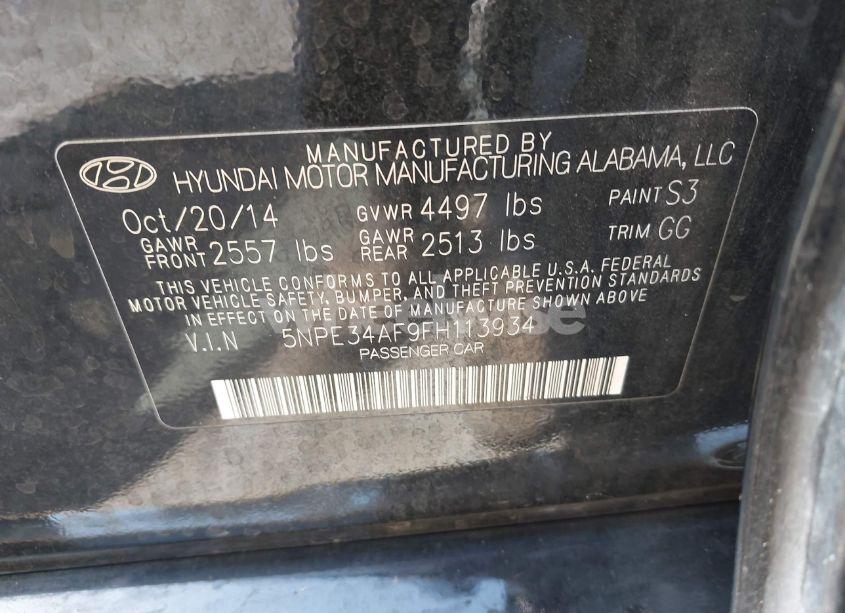 MANUFACTURED BY
HYUNDAI MOTOR MANUFACTURING ALABAMA, LLC
Oct/20/14 GVWR 4497 lbs PAINT S3
GAWR FRONT 2557 lbs GAWR REAR 2513 lbs TRIM GG
THIS VEHICLE CONFORMS TO ALL APPLICABLE U.S.A. FEDERAL
MOTOR VEHICLE SAFETY, BUMPER, AND THEFT PREVENTION STANDARDS
IN EFFECT ON THE DATE OF MANUFACTURE SHOWN ABOVE
V.I.N 5NPE34AF9FH113934
PASSENGER CAR